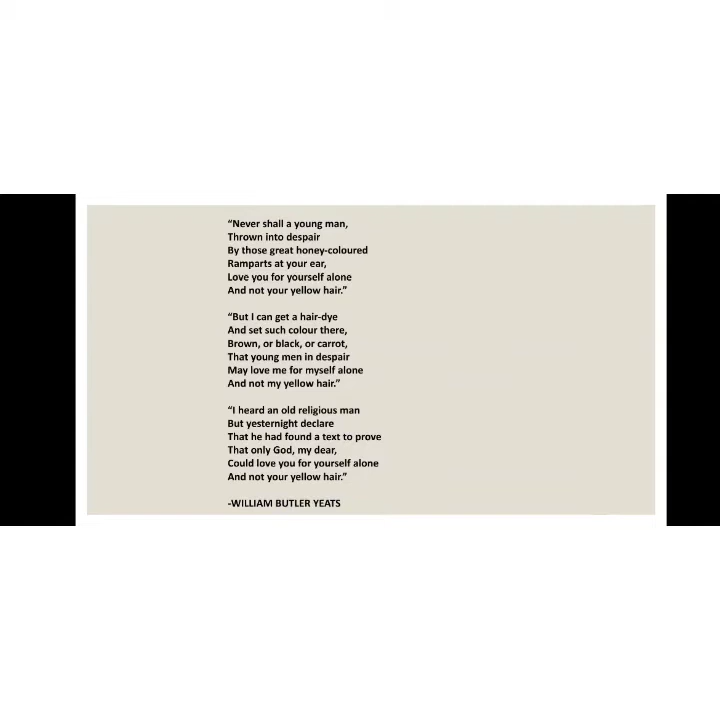 “Never shall a young man,
Thrown into despair
By those great honey-coloured
Ramparts at your ear,
Love you for yourself alone
And not your yellow hair.”
“But I can get a hair-dye
And set such colour there,
Brown, or black, or carrot,
That young men in despair
May love me for myself alone
And not my yellow hair.”
“I heard an old religious man
But yesternight declare
That he had found a text to prove
That only God, my dear,
Could love you for yourself alone
And not your yellow hair.”
-WILLIAM BUTLER YEATS